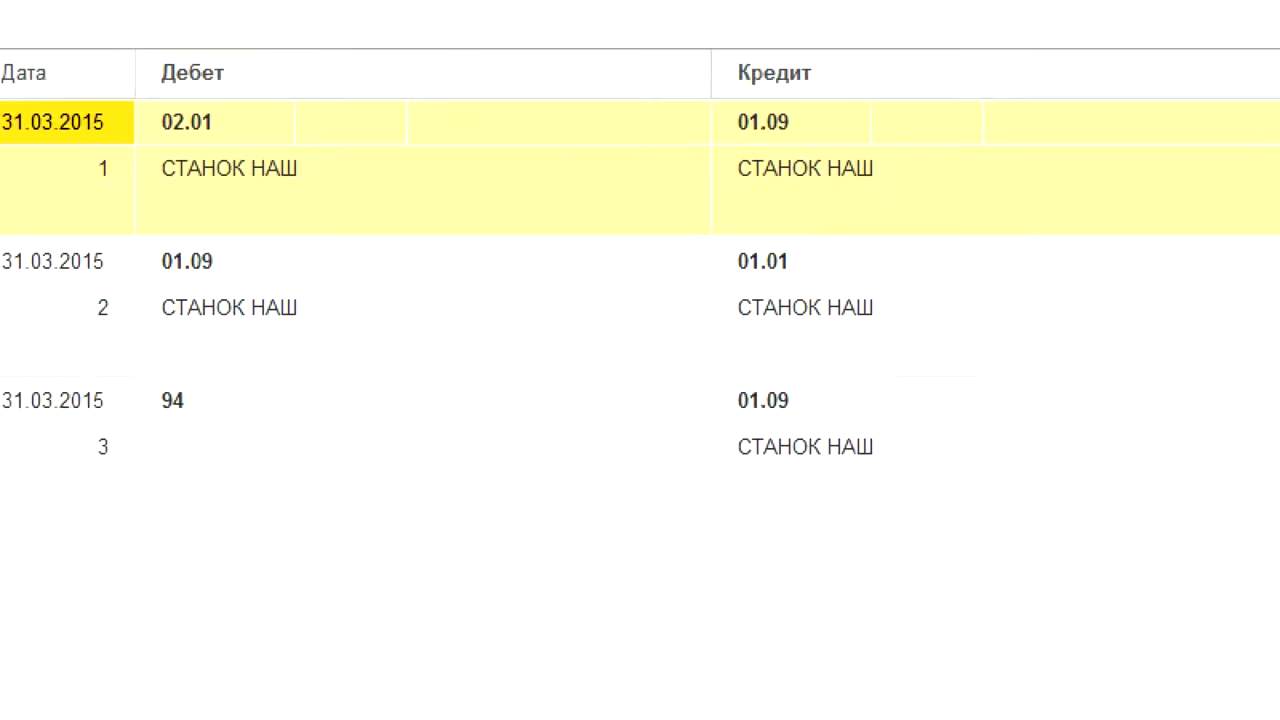 Дата Дебет Кредит
31.03.2015 02.01 01.09
1 СТАНОК НАШ СТАНОК НАШ
31.03.2015 01.09 01.01
2 СТАНОК НАШ СТАНОК НАШ
31.03.2015 94 01.09
3 СТАНОК НАШ